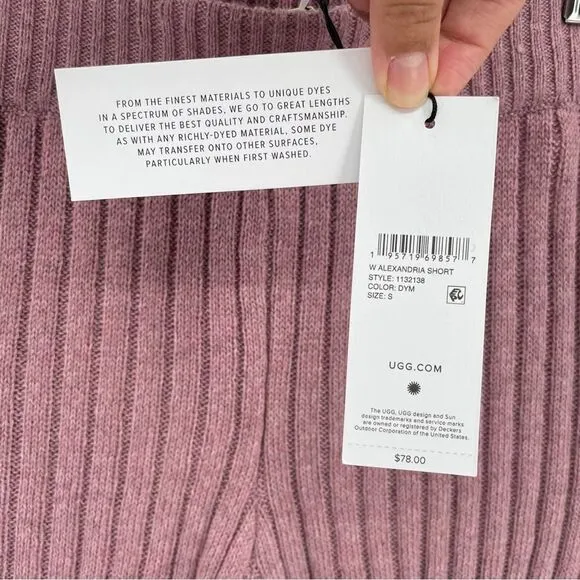 FROM THE FINEST MATERIALS TO UNIQUE DYES
IN A SPECTRUM OF SHADES, WE GO TO GREAT LENGTHS
TO DELIVER THE BEST QUALITY AND CRAFTSMANSHIP.
AS WITH ANY RICHLY-DYED MATERIAL, SOME DYE
MAY TRANSFER ONTO OTHER SURFACES,
PARTICULARLY WHEN FIRST WASHED.
1 95719 69857 7
W ALEXANDRIA SHORT
STYLE: 1132138
COLOR: DYM
SIZE: S
UGG.COM
The UGG, UGG design and Sun
design trademarks and service marks
are owned or registered by Deckers
Outdoor Corporation of the United States.
$78.00